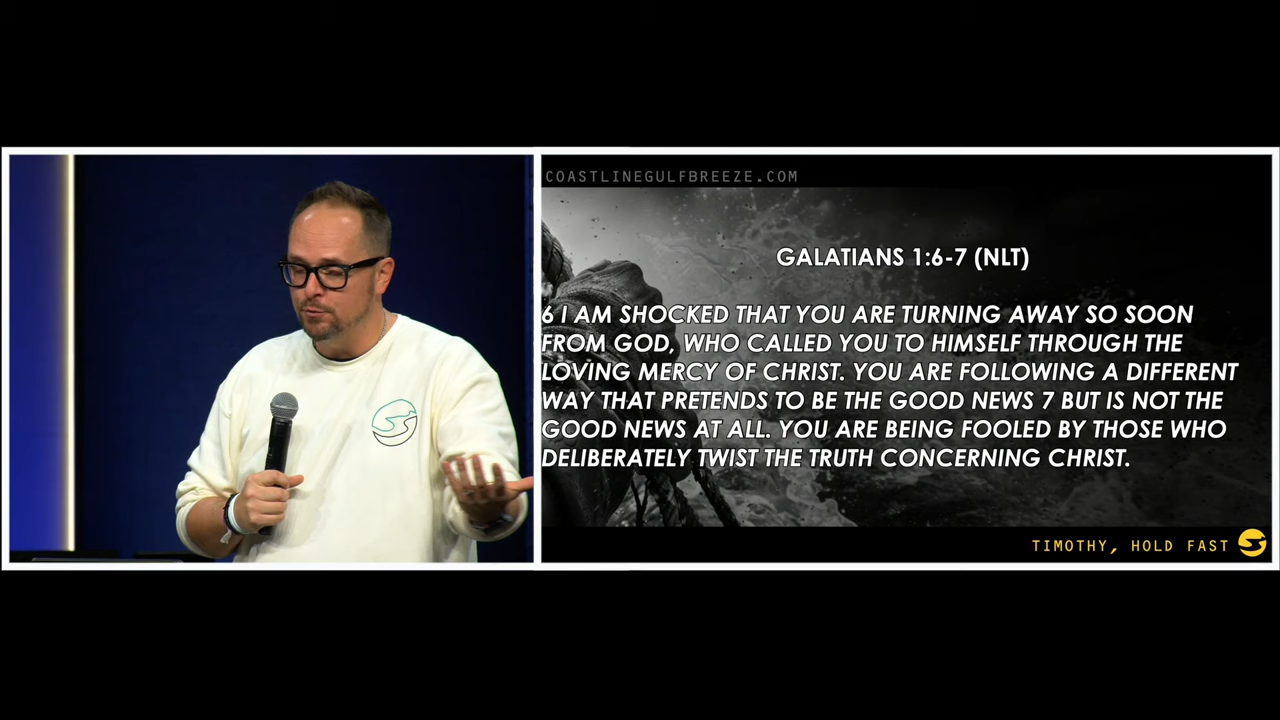 COASTLINEGULFBREEZE.COM
GALATIANS 1:6-7 (NLT)
6 I AM SHOCKED THAT YOU ARE TURNING AWAY SO SOON
FROM GOD, WHO CALLED YOU TO HIMSELF THROUGH THE
LOVING MERCY OF CHRIST. YOU ARE FOLLOWING A DIFFERENT
WAY THAT PRETENDS TO BE THE GOOD NEWS 7 BUT IS NOT THE
GOOD NEWS AT ALL. YOU ARE BEING FOOLED BY THOSE WHO
DELIBERATELY TWIST THE TRUTH CONCERNING CHRIST.
TIMOTHY, HOLD FAST